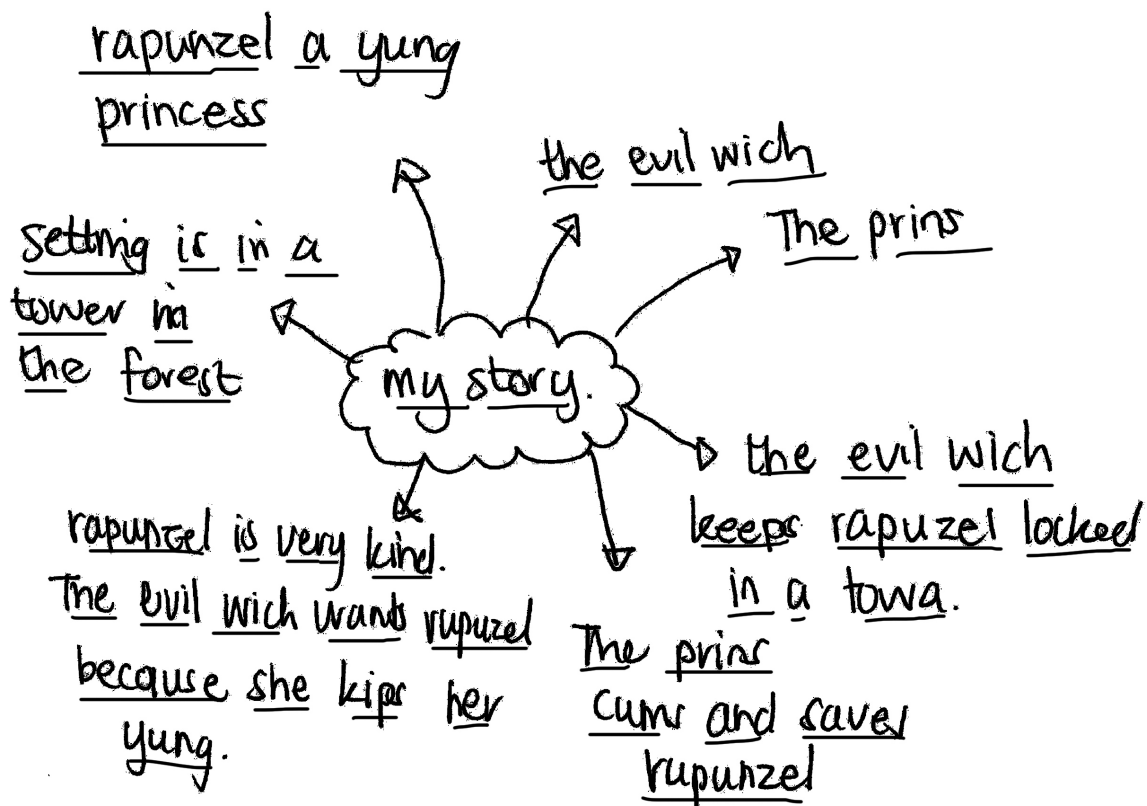 rapunzel a yung
princess
the evil wich
The prins
setting is in a
tower in
the forest
my story.
the evil wich
keeps rapuzel locked
in a towa.
rapunzel is very kind.
The evil wich wants rupuzel
because she kips her
yung.
The prins
cums and saves
rupunzel